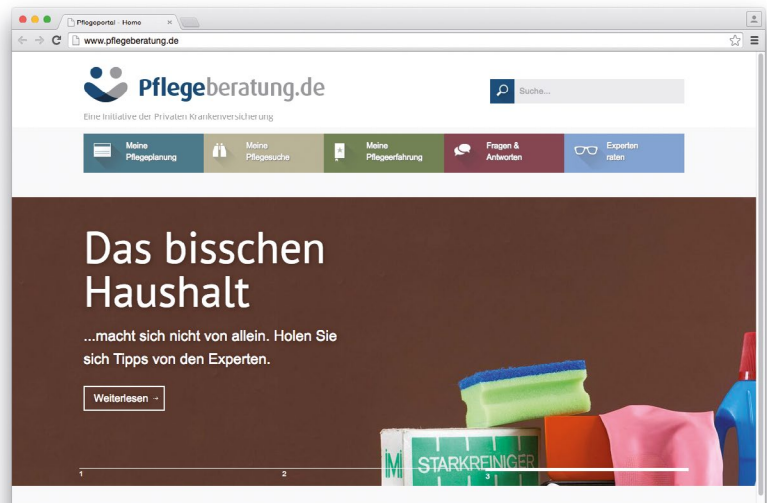 Pflegeportal - Home
www.pflegeberatung.de
Pflegeberatung.de
Suche...
Eine Initiative der Privaten Krankenversicherung
Meine
Pflegeplanung
Meine
Pflegesuche
Meine
Pflegeerfahrung
Fragen &
Antworten
Experten
raten
Das bisschen
Haushalt
...macht sich nicht von allein. Holen Sie
sich Tipps von den Experten.
Weiterlesen →
STARKREINIGER
1
2
3